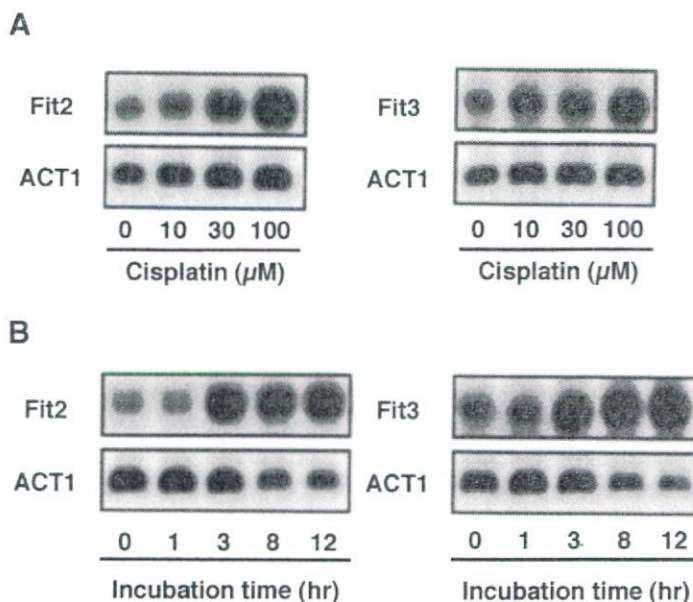 A
Fit2
ACT1
0 10 30 100
Cisplatin (µM)
Fit3
ACT1
0 10 30 100
Cisplatin (µM)
B
Fit2
ACT1
0 1 3 8 12
Incubation time (hr)
Fit3
ACT1
0 1 3 8 12
Incubation time (hr)